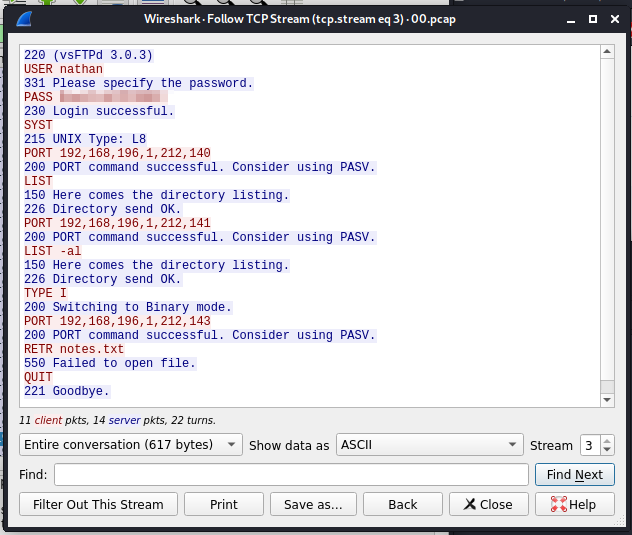 Wireshark · Follow TCP Stream (tcp.stream eq 3) · 00.pcap
220 (vsFTPd 3.0.3)
USER nathan
331 Please specify the password.
PASS
230 Login successful.
SYST
215 UNIX Type: L8
PORT 192,168,196,1,212,140
200 PORT command successful. Consider using PASV.
LIST
150 Here comes the directory listing.
226 Directory send OK.
PORT 192,168,196,1,212,141
200 PORT command successful. Consider using PASV.
LIST -al
150 Here comes the directory listing.
226 Directory send OK.
TYPE I
200 Switching to Binary mode.
PORT 192,168,196,1,212,143
200 PORT command successful. Consider using PASV.
RETR notes.txt
550 Failed to open file.
QUIT
221 Goodbye.
11 client pkts, 14 server pkts, 22 turns.
Entire conversation (617 bytes) Show data as ASCII Stream 3
Find: Find Next
Filter Out This Stream Print Save as... Back Close Help